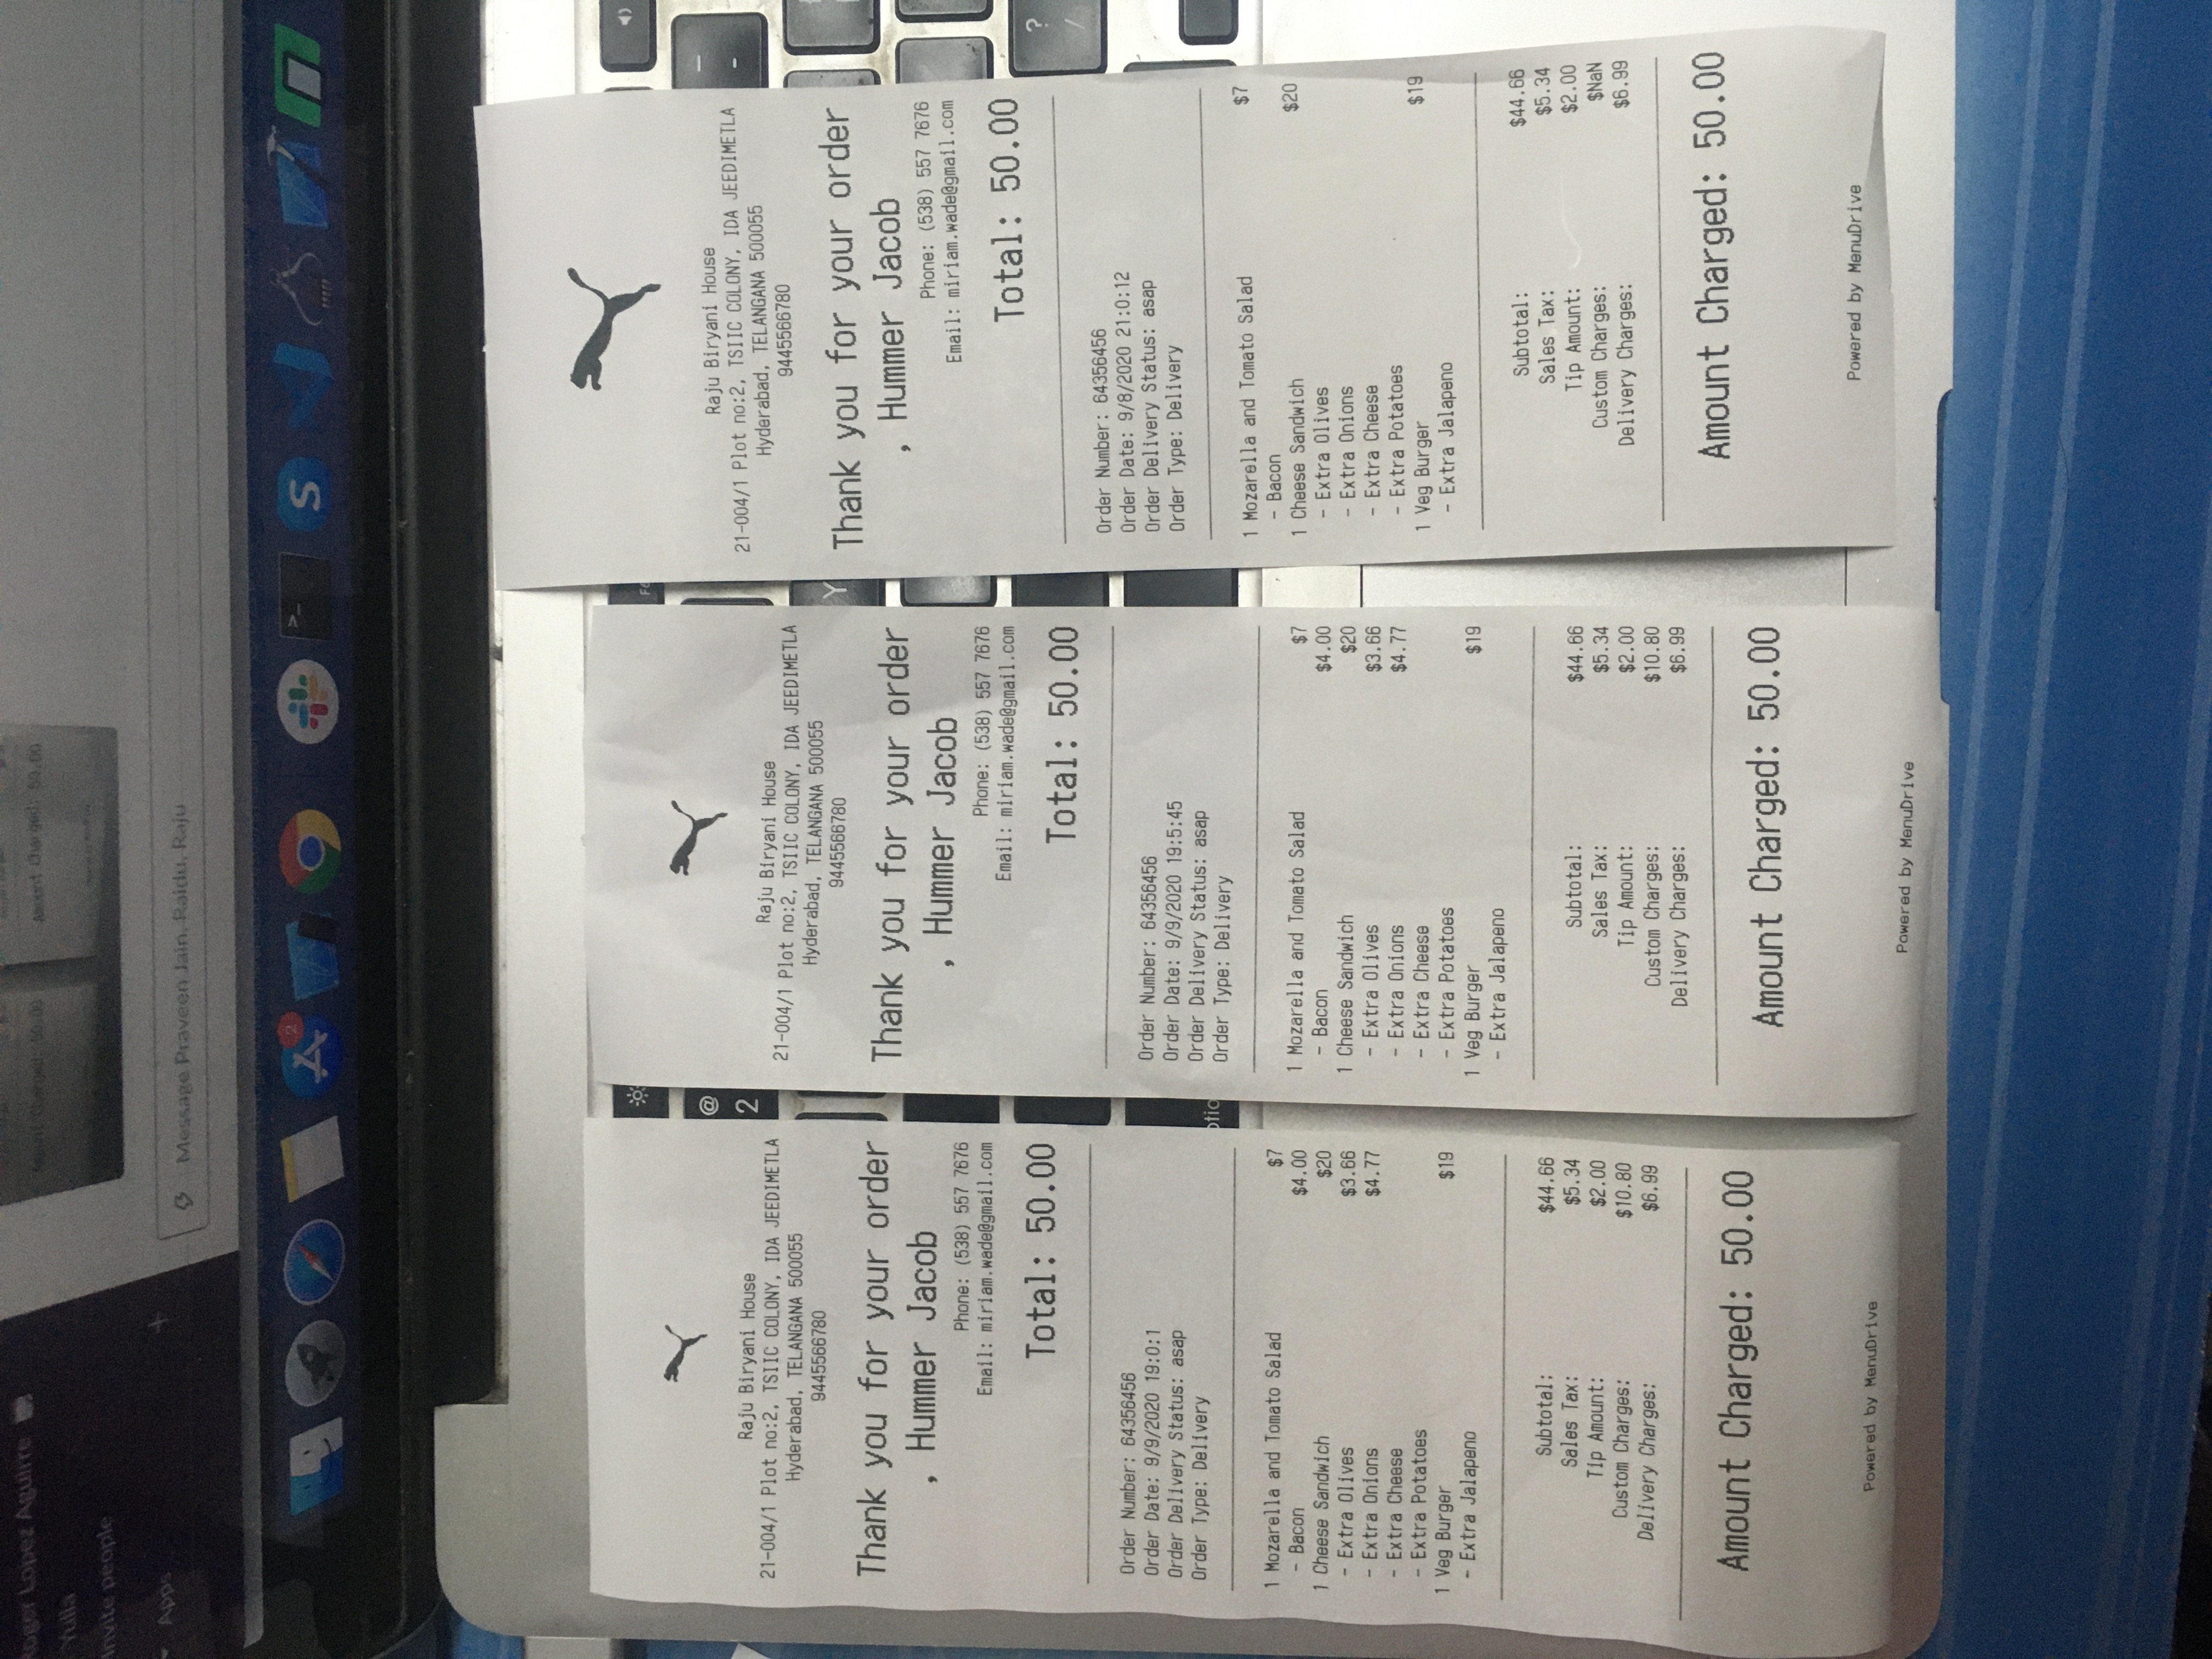 Roger Lopez Aguirre
Yulia
Invite people
Apps
+
Amount Charged: 50.00
Amount Charged: 50.00
Message Praveen Jain, Raidu, Raju
2
>_
S
@
2
F6
Y
–
-
?
/
Raju Biryani House
21-004/1 Plot no:2, TSIIC COLONY, IDA JEEDIMETLA
Hyderabad, TELANGANA 500055
9445566780
Thank you for your order
, Hummer Jacob
Phone: (538) 557 7676
Email: miriam.wade@gmail.com
Total: 50.00
Order Number: 64356456
Order Date: 9/9/2020 19:0:1
Order Delivery Status: asap
Order Type: Delivery
1 Mozarella and Tomato Salad $7
- Bacon $4.00
1 Cheese Sandwich $20
- Extra Olives $3.66
- Extra Onions $4.77
- Extra Cheese
- Extra Potatoes
1 Veg Burger $19
- Extra Jalapeno
Subtotal: $44.66
Sales Tax: $5.34
Tip Amount: $2.00
Custom Charges: $10.80
Delivery Charges: $6.99
Amount Charged: 50.00
Powered by MenuDrive
Raju Biryani House
21-004/1 Plot no:2, TSIIC COLONY, IDA JEEDIMETLA
Hyderabad, TELANGANA 500055
9445566780
Thank you for your order
, Hummer Jacob
Phone: (538) 557 7676
Email: miriam.wade@gmail.com
Total: 50.00
Order Number: 64356456
Order Date: 9/9/2020 19:5:45
Order Delivery Status: asap
Order Type: Delivery
1 Mozarella and Tomato Salad $7
- Bacon $4.00
1 Cheese Sandwich $20
- Extra Olives $3.66
- Extra Onions $4.77
- Extra Cheese
- Extra Potatoes
1 Veg Burger $19
- Extra Jalapeno
Subtotal: $44.66
Sales Tax: $5.34
Tip Amount: $2.00
Custom Charges: $10.80
Delivery Charges: $6.99
Amount Charged: 50.00
Powered by MenuDrive
Raju Biryani House
21-004/1 Plot no:2, TSIIC COLONY, IDA JEEDIMETLA
Hyderabad, TELANGANA 500055
9445566780
Thank you for your order
, Hummer Jacob
Phone: (538) 557 7676
Email: miriam.wade@gmail.com
Total: 50.00
Order Number: 64356456
Order Date: 9/8/2020 21:0:12
Order Delivery Status: asap
Order Type: Delivery
1 Mozarella and Tomato Salad $7
- Bacon
1 Cheese Sandwich $20
- Extra Olives
- Extra Onions
- Extra Cheese
- Extra Potatoes
1 Veg Burger $19
- Extra Jalapeno
Subtotal: $44.66
Sales Tax: $5.34
Tip Amount: $2.00
Custom Charges: $NaN
Delivery Charges: $6.99
Amount Charged: 50.00
Powered by MenuDrive